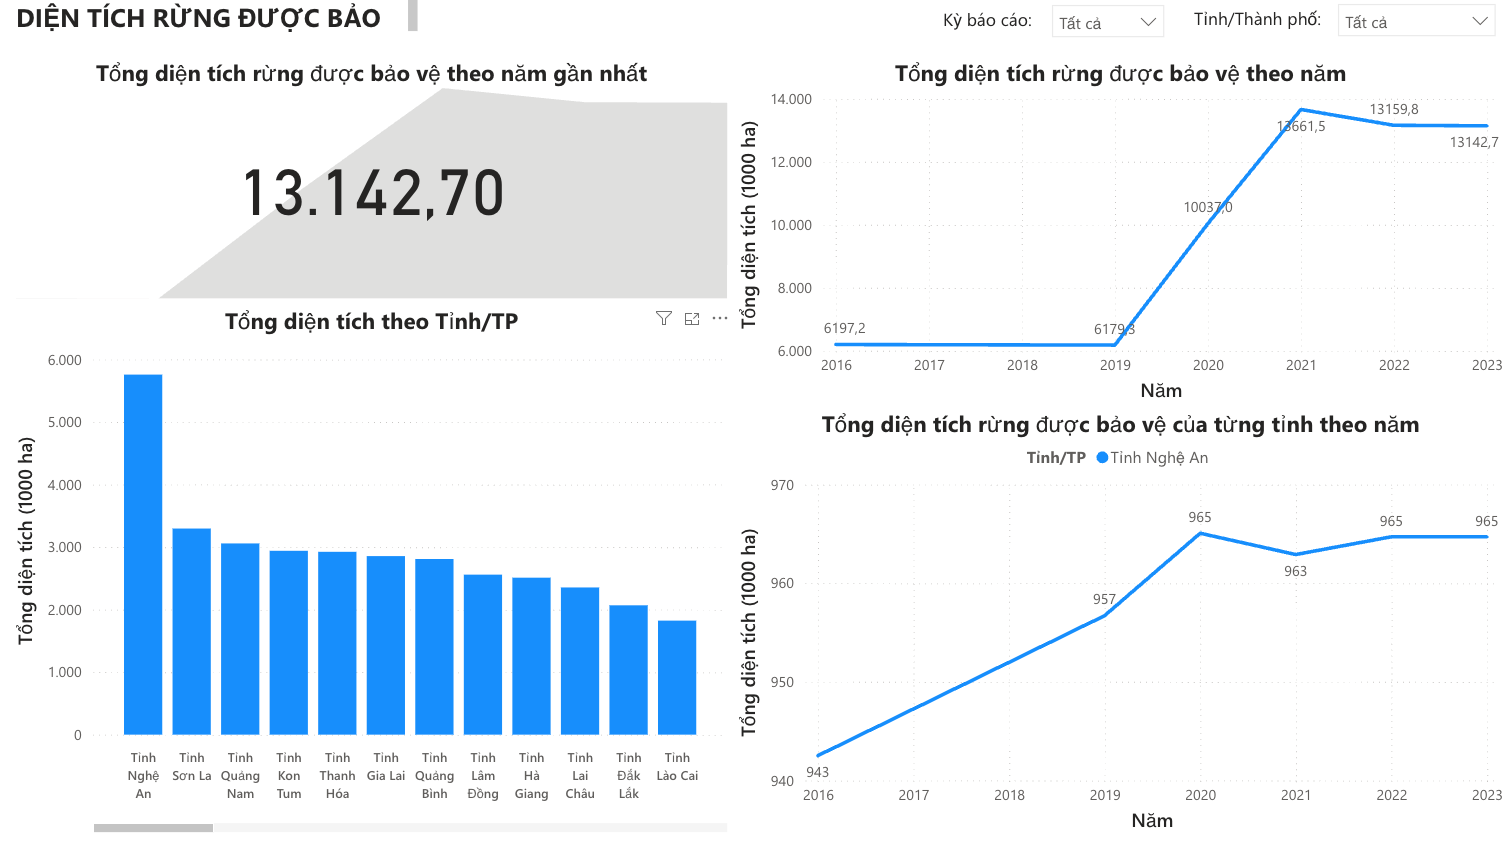 DIỆN TÍCH RỪNG ĐƯỢC BẢO
Kỳ báo cáo:
Tất cả
Tỉnh/Thành phố:
Tất cả
Tổng diện tích rừng được bảo vệ theo năm gần nhất
13.142,70
Tổng diện tích rừng được bảo vệ theo năm
Tổng diện tích (1000 ha)
14.000
12.000
10.000
8.000
6.000
6197,2
6179,3
10037,0
13661,5
13159,8
13142,7
2016
2017
2018
2019
2020
2021
2022
2023
Năm
Tổng diện tích theo Tỉnh/TP
Tổng diện tích (1000 ha)
6.000
5.000
4.000
3.000
2.000
1.000
0
Tỉnh
Nghệ
An
Tỉnh
Sơn La
Tỉnh
Quảng
Nam
Tỉnh
Kon
Tum
Tỉnh
Thanh
Hóa
Tỉnh
Gia Lai
Tỉnh
Quảng
Bình
Tỉnh
Lâm
Đồng
Tỉnh
Hà
Giang
Tỉnh
Lai
Châu
Tỉnh
Đắk
Lắk
Tỉnh
Lào Cai
Tổng diện tích rừng được bảo vệ của từng tỉnh theo năm
Tỉnh/TP
Tỉnh Nghệ An
Tổng diện tích (1000 ha)
970
960
950
940
943
957
965
963
965
965
2016
2017
2018
2019
2020
2021
2022
2023
Năm